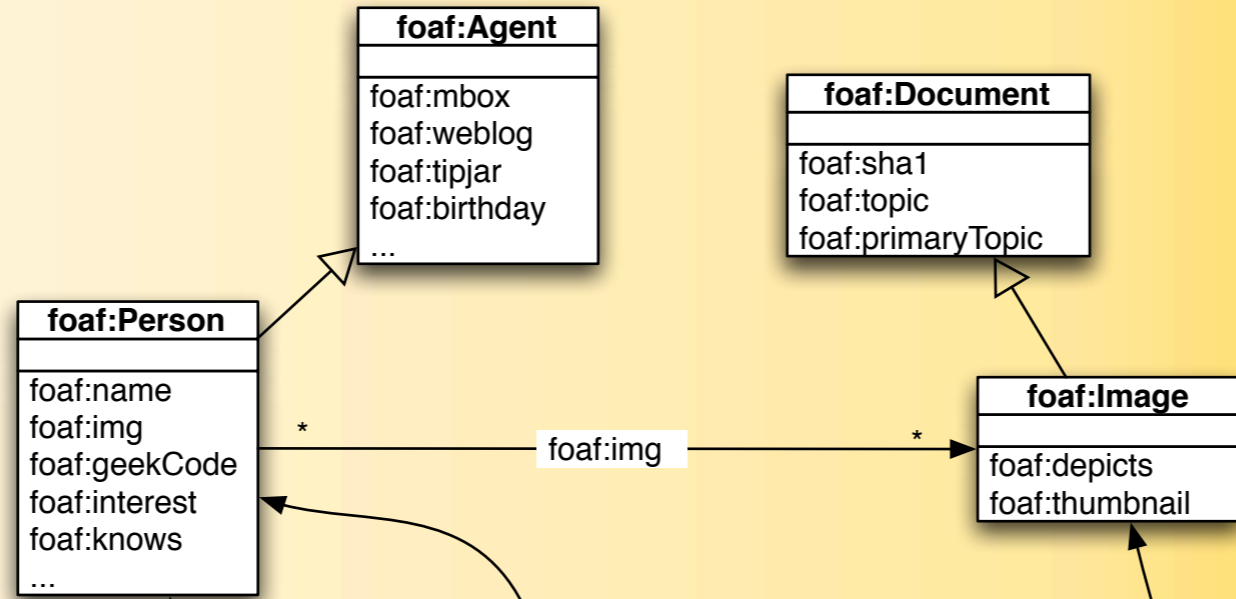 foaf:Agent
foaf:mbox
foaf:weblog
foaf:tipjar
foaf:birthday
...
foaf:Document
foaf:sha1
foaf:topic
foaf:primaryTopic
foaf:Person
foaf:name
foaf:img
foaf:geekCode
foaf:interest
foaf:knows
...
*
foaf:img
*
foaf:Image
foaf:depicts
foaf:thumbnail